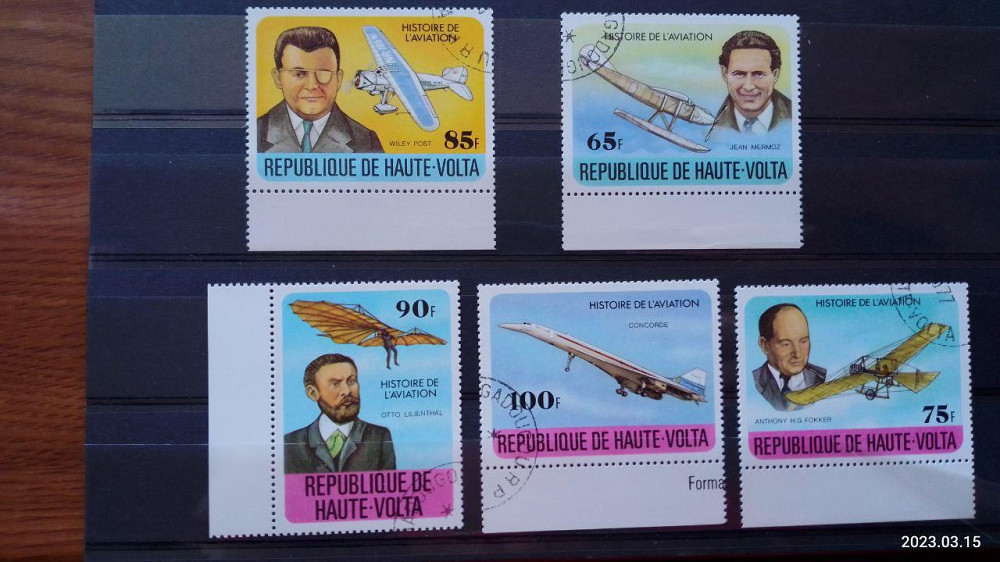 HISTOIRE DE
L'AVIATION
WILEY POST
85F
REPUBLIQUE DE HAUTE-VOLTA
HISTOIRE DE L'AVIATION
65F
JEAN MERMOZ
REPUBLIQUE DE HAUTE-VOLTA
90F
HISTOIRE DE
L'AVIATION
OTTO LILIENTHAL
REPUBLIQUE DE
HAUTE-VOLTA
HISTOIRE DE L'AVIATION
CONCORDE
100F
REPUBLIQUE DE HAUTE-VOLTA
Forma
HISTOIRE DE L'AVIATION
ANTHONY H.G. FOKKER
75F
REPUBLIQUE DE HAUTE-VOLTA
2023.03.15